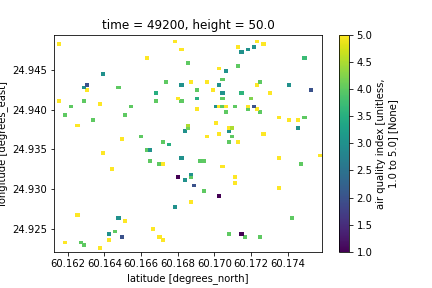 time = 49200, height = 50.0
24.945
24.940
24.935
24.930
24.925
longitude [degrees_east]
60.162 60.164 60.166 60.168 60.170 60.172 60.174
latitude [degrees_north]
5.0
4.5
4.0
3.5
3.0
2.5
2.0
1.5
1.0
air quality index [unitless,
1.0 to 5.0] [None]